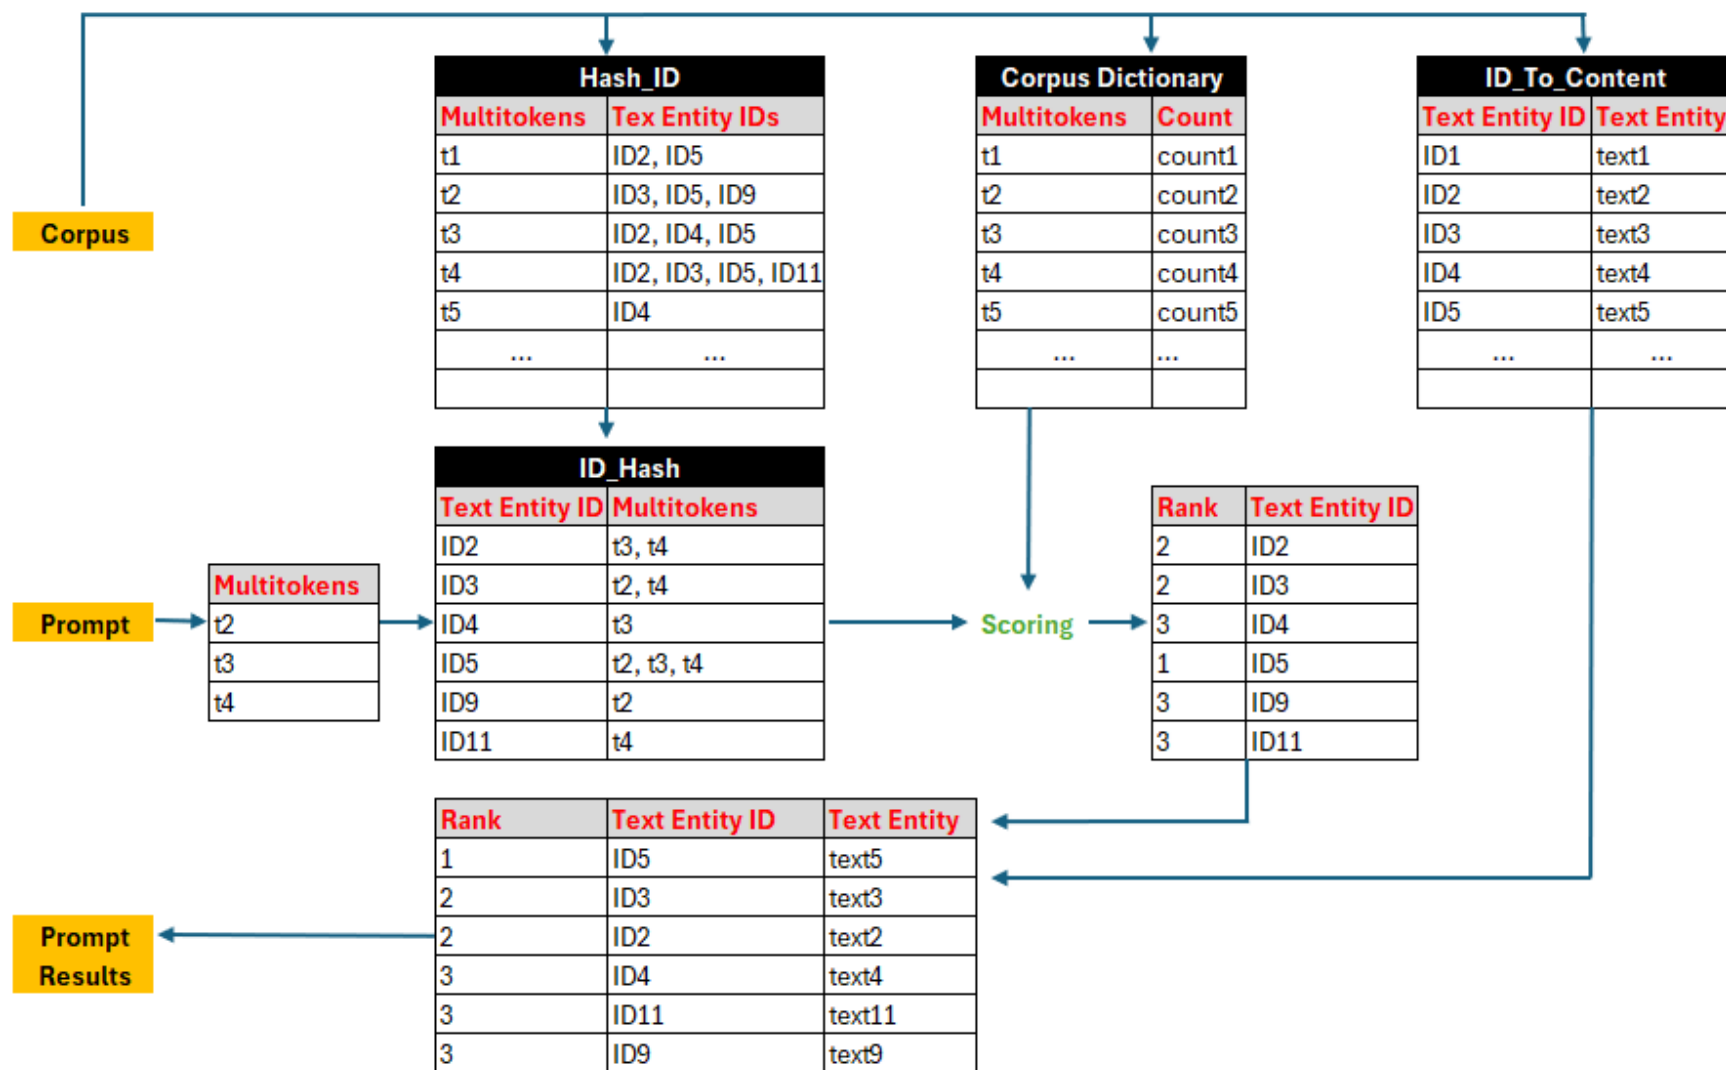 Hash_ID
Multitokens Tex Entity IDs
t1 ID2, ID5
t2 ID3, ID5, ID9
t3 ID2, ID4, ID5
t4 ID2, ID3, ID5, ID11
t5 ID4
... ...
Corpus Dictionary
Multitokens Count
t1 count1
t2 count2
t3 count3
t4 count4
t5 count5
... ...
ID_To_Content
Text Entity ID Text Entity
ID1 text1
ID2 text2
ID3 text3
ID4 text4
ID5 text5
... ...
Corpus
ID_Hash
Text Entity ID Multitokens
ID2 t3, t4
ID3 t2, t4
ID4 t3
ID5 t2, t3, t4
ID9 t2
ID11 t4
Prompt
Multitokens
t2
t3
t4
Scoring
Rank Text Entity ID
2 ID2
2 ID3
3 ID4
1 ID5
3 ID9
3 ID11
Rank Text Entity ID Text Entity
1 ID5 text5
2 ID3 text3
2 ID2 text2
3 ID4 text4
3 ID11 text11
3 ID9 text9
Prompt
Results